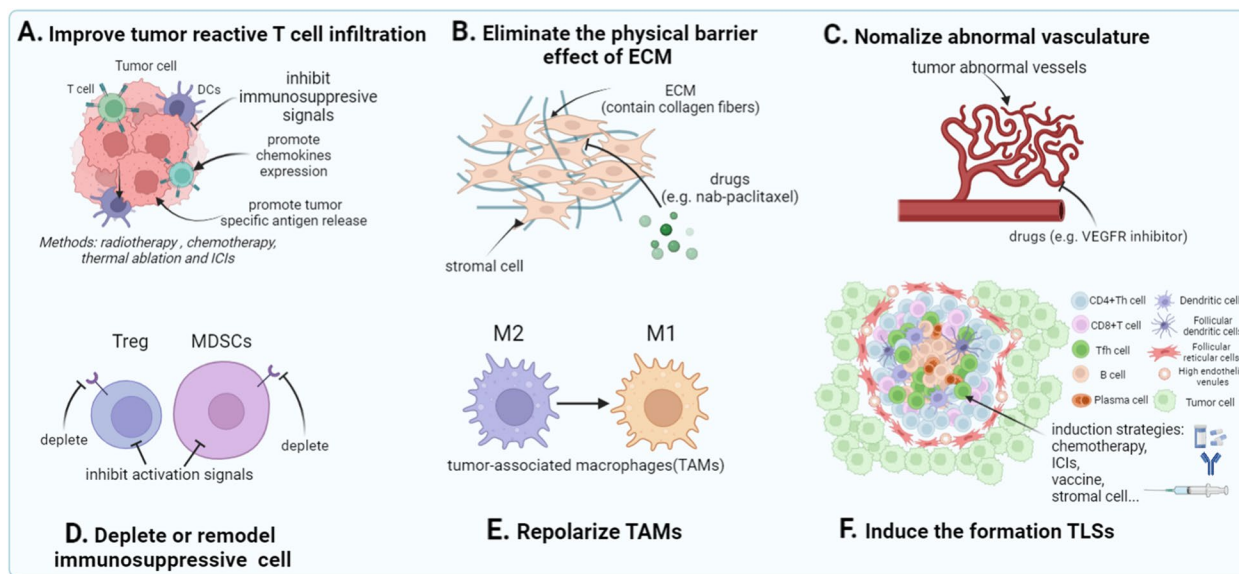 A. Improve tumor reactive T cell infiltration
Tumor cell
T cell
DCs
inhibit
immunosuppresive
signals
promote
chemokines
expression
promote tumor
specific antigen release
Methods: radiotherapy , chemotherapy,
thermal ablation and ICIs
B. Eliminate the physical barrier
effect of ECM
ECM
(contain collagen fibers)
drugs
(e.g. nab-paclitaxel)
stromal cell
C. Nomalize abnormal vasculature
tumor abnormal vessels
drugs (e.g. VEGFR inhibitor)
Treg
MDSCs
deplete
deplete
inhibit activation signals
D. Deplete or remodel
immunosuppressive cell
M2
M1
tumor-associated macrophages(TAMs)
E. Repolarize TAMs
CD4+Th cell
CD8+T cell
Tfh cell
B cell
Plasma cell
Dendritic cell
Follicular
dendritic cells
Follicular
reticular cells
High endotheli
venules
Tumor cell
induction strategies:
chemotherapy,
ICIs,
vaccine,
stromal cell...
F. Induce the formation TLSs